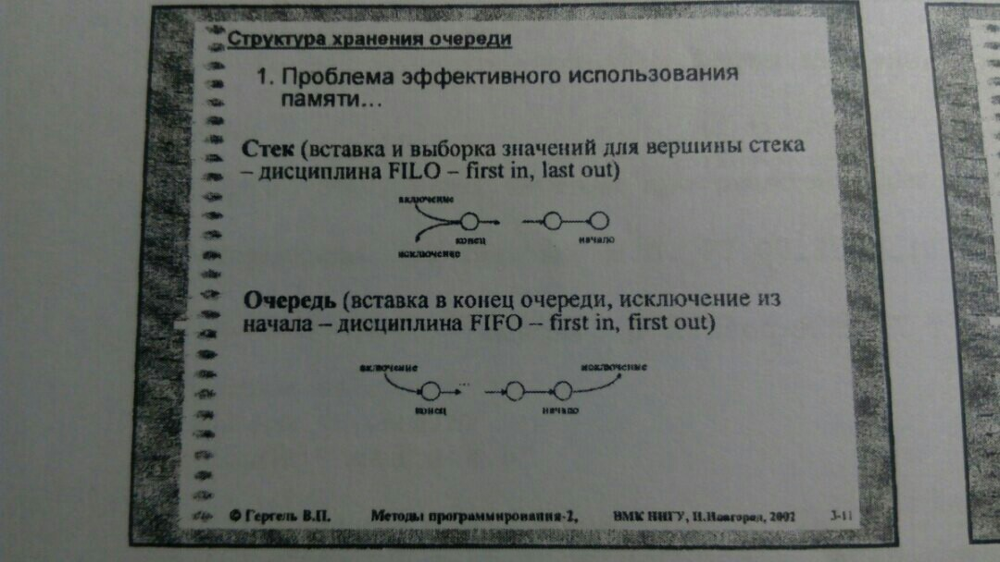 Структура хранения очереди
1. Проблема эффективного использования
памяти...
Стек (вставка и выборка значений для вершины стека
– дисциплина FILO – first in, last out)
включение
конец
начало
исключение
Очередь (вставка в конец очереди, исключение из
начала – дисциплина FIFO – first in, first out)
включение
исключение
...
конец
начало
© Гергель В.П. Методы программирования-2, ВМК ННГУ, Н.Новгород, 2002 3-11